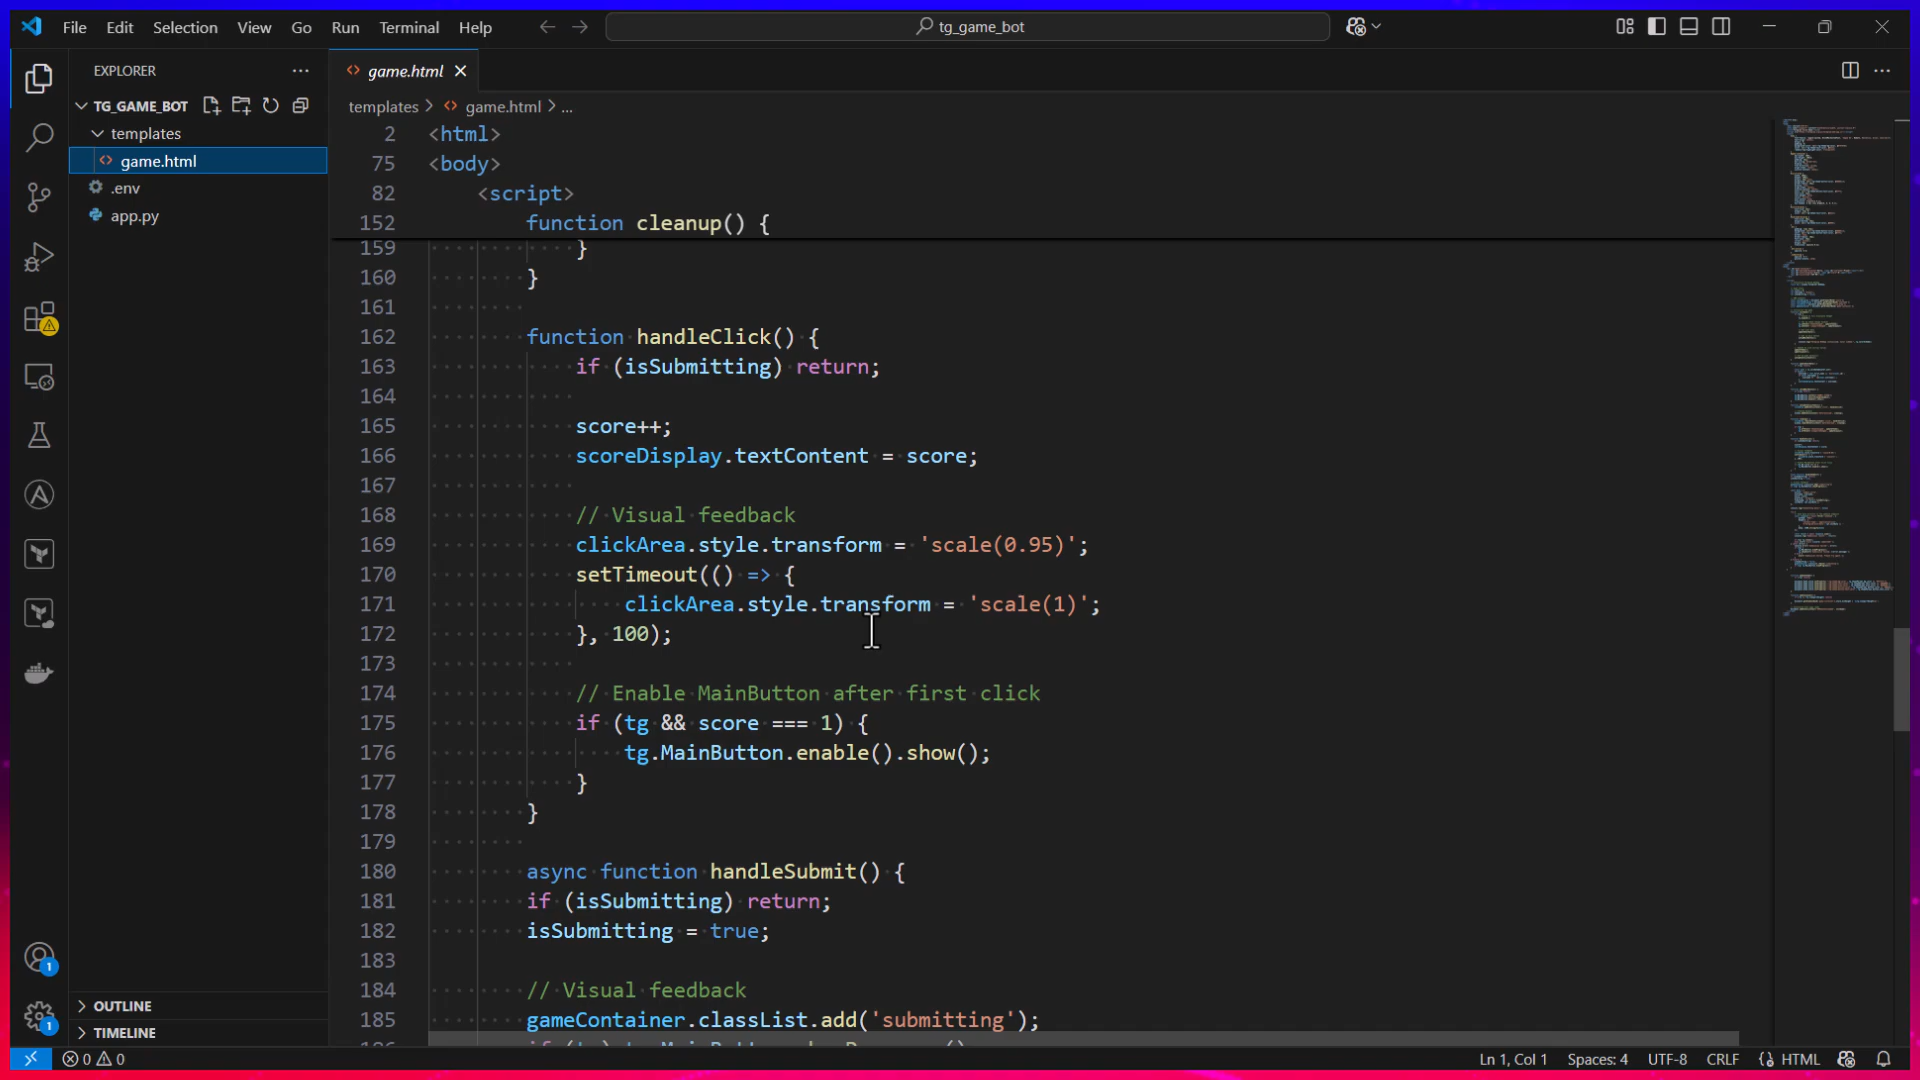 File Edit Selection View Go Run Terminal Help
tg_game_bot
EXPLORER
TG_GAME_BOT
templates
game.html
.env
app.py
OUTLINE
TIMELINE
game.html
templates > game.html > ...
2 <html>
75 <body>
82 <script>
152 function cleanup() {
159 }
160 }
161
162 function handleClick() {
163 if (isSubmitting) return;
164
165 score++;
166 scoreDisplay.textContent = score;
167
168 // Visual feedback
169 clickArea.style.transform = 'scale(0.95)';
170 setTimeout(() => {
171 clickArea.style.transform = 'scale(1)';
172 }, 100);
173
174 // Enable MainButton after first click
175 if (tg && score === 1) {
176 tg.MainButton.enable().show();
177 }
178 }
179
180 async function handleSubmit() {
181 if (isSubmitting) return;
182 isSubmitting = true;
183
184 // Visual feedback
185 gameContainer.classList.add('submitting');
1
1
0 0
Ln 1, Col 1 Spaces: 4 UTF-8 CRLF HTML